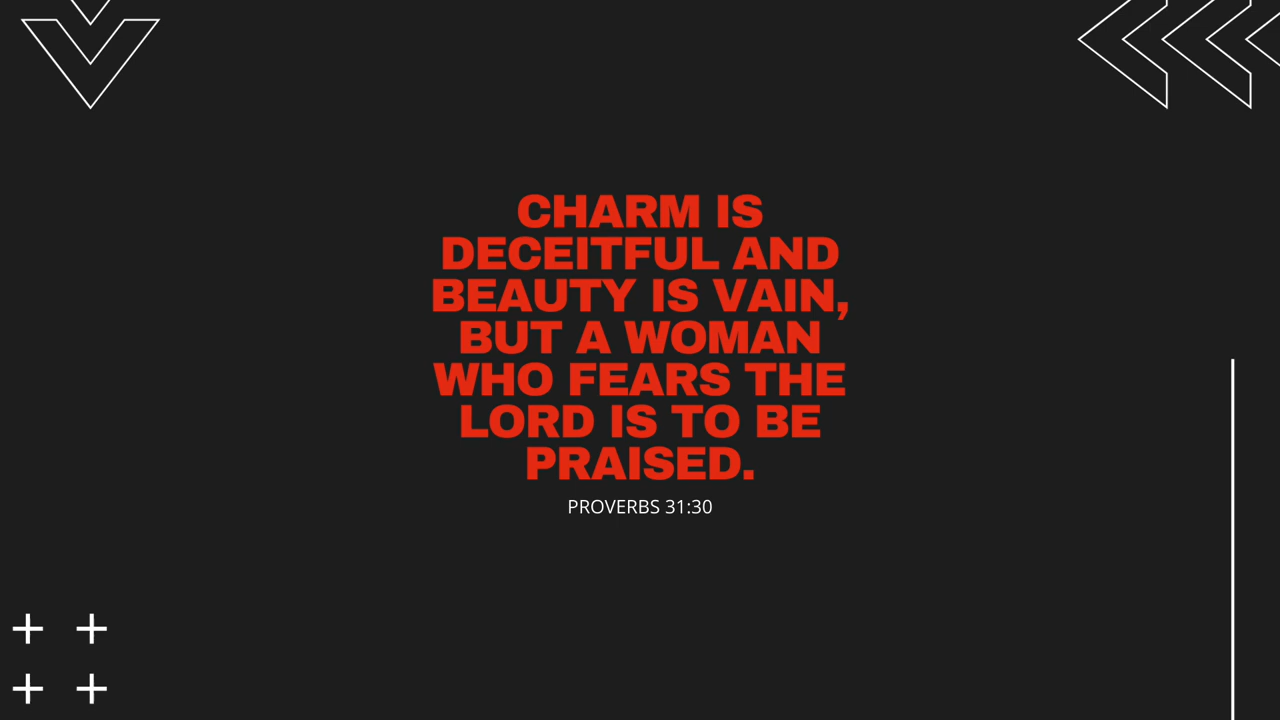 CHARM IS
DECEITFUL AND
BEAUTY IS VAIN,
BUT A WOMAN
WHO FEARS THE
LORD IS TO BE
PRAISED.
PROVERBS 31:30